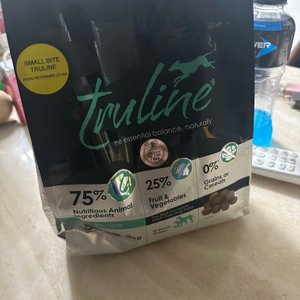 SMALL BITE
TRULINE
truline®
the essential balance, naturally
75%
Nutritious Animal
Ingredients
25%
Fruit &
Vegetables
0%
Grains or
Cereals